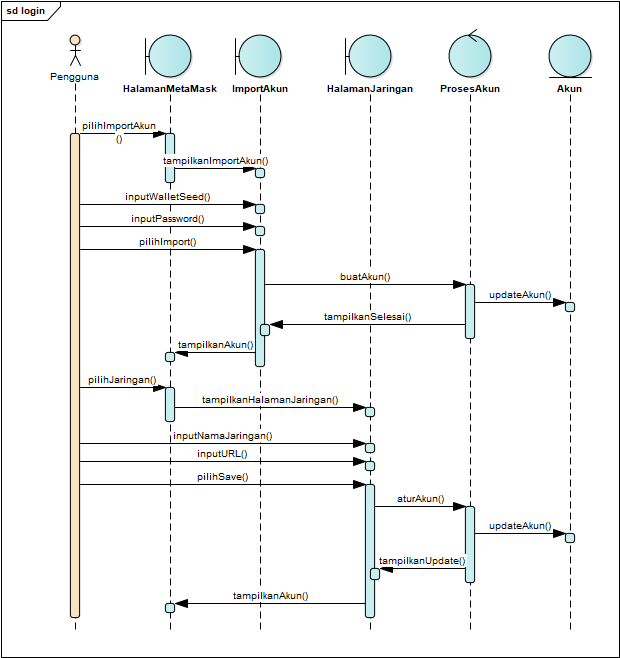 sd login
Pengguna
HalamanMetaMask
ImportAkun
HalamanJaringan
ProsesAkun
Akun
pilihImportAkun
()
tampilkanImportAkun()
inputWalletSeed()
inputPassword()
pilihImport()
buatAkun()
updateAkun()
tampilkanSelesai()
tampilkanAkun()
pilihJaringan()
tampilkanHalamanJaringan()
inputNamaJaringan()
inputURL()
pilihSave()
aturAkun()
updateAkun()
tampilkanUpdate()
tampilkanAkun()